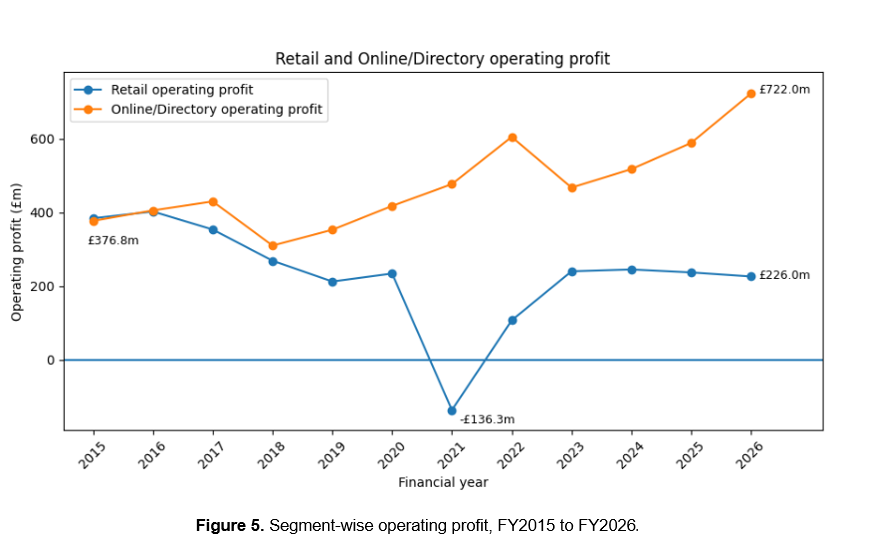 Retail and Online/Directory operating profit
Retail operating profit
Online/Directory operating profit
£722.0m
600
400
£376.8m
200
£226.0m
0
-£136.3m
Operating profit (£m)
2015 2016 2017 2018 2019 2020 2021 2022 2023 2024 2025 2026
Financial year
Figure 5. Segment-wise operating profit, FY2015 to FY2026.